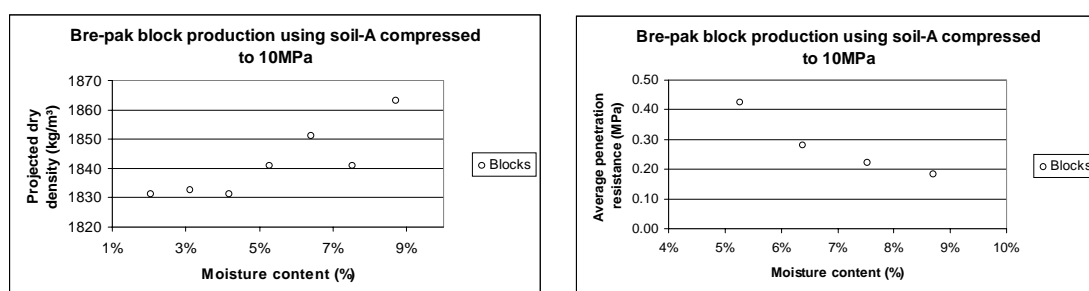 Bre-pak block production using soil-A compressed
to 10MPa
Projected dry
density (kg/m³)
1870
1860
1850
1840
1830
1820
1%
3%
5%
7%
9%
Moisture content (%)
Blocks
Bre-pak block production using soil-A compressed
to 10MPa
Average penetration
resistance (MPa)
0.50
0.40
0.30
0.20
0.10
0.00
4%
5%
6%
7%
8%
9%
10%
Moisture content (%)
Blocks